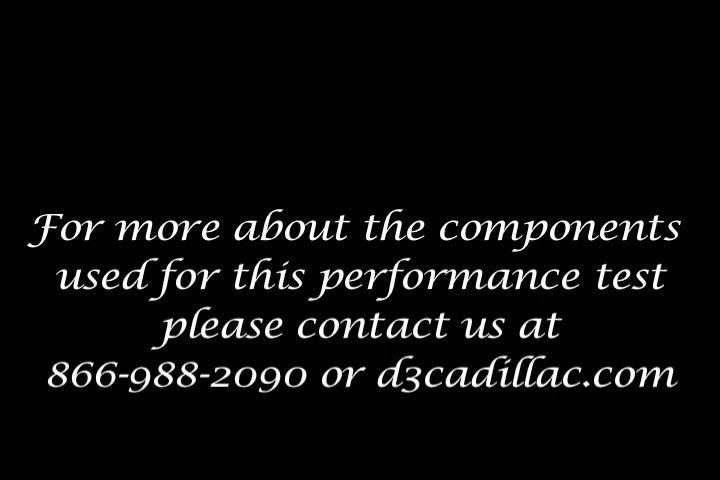 For more about the components
used for this performance test
please contact us at
866-988-2090 or d3cadillac.com